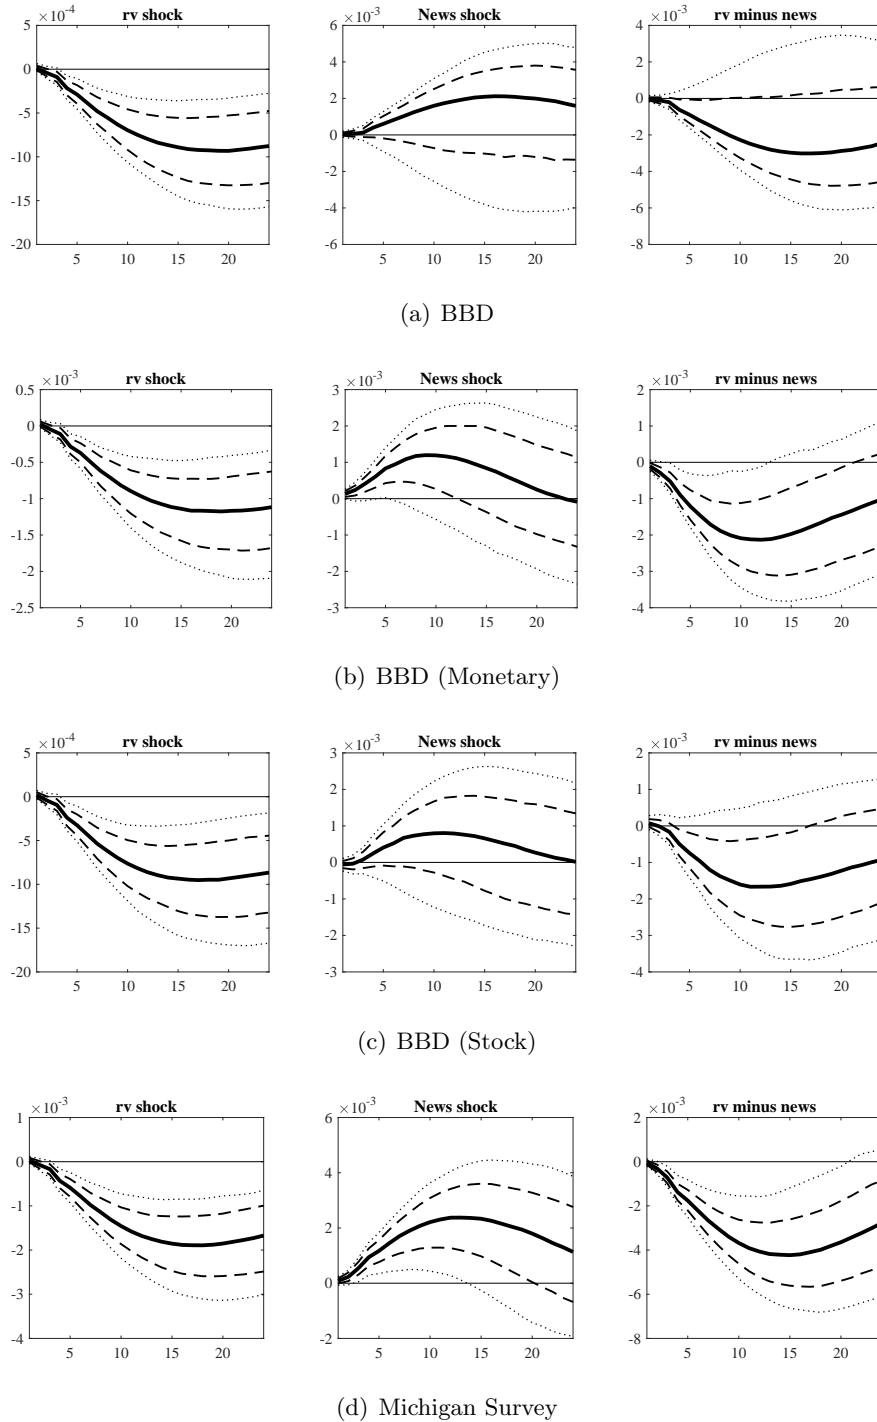 rv shock News shock rv minus news
×10-4 ×10-3 ×10-3
5 6 4
0 4 2
-5 2 0
-10 0 -2
-15 -2 -4
-20 -4 -6
-6 -8
5 10 15 20 5 10 15 20 5 10 15 20
(a) BBD
rv shock News shock rv minus news
×10-3 ×10-3 ×10-3
0.5 3 2
0 2 1
-0.5 1 0
-1 0 -1
-1.5 -1 -2
-2 -2 -3
-2.5 -3 -4
5 10 15 20 5 10 15 20 5 10 15 20
(b) BBD (Monetary)
rv shock News shock rv minus news
×10-4 ×10-3 ×10-3
5 3 2
0 2 1
-5 1 0
-10 0 -1
-15 -1 -2
-20 -2 -3
-3 -4
5 10 15 20 5 10 15 20 5 10 15 20
(c) BBD (Stock)
rv shock News shock rv minus news
×10-3 ×10-3 ×10-3
1 6 2
0 4 0
-1 2 -2
-2 0 -4
-3 -2 -6
-4 -8
5 10 15 20 5 10 15 20 5 10 15 20
(d) Michigan Survey